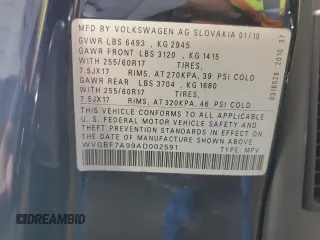 MFD BY VOLKSWAGEN AG SLOVAKIA 01/10
GVWR LBS 6493 , KG 2945
GAWR FRONT LBS 3120 , KG 1415
WITH 255/60R17 TIRES,
7.5JX17 RIMS, AT 270KPA, 39 PSI COLD
GAWR REAR LBS 3704 , KG 1680
WITH 255/60R17 TIRES,
7.5JX17 RIMS, AT 320KPA, 46 PSI COLD
THIS VEHICLE CONFORMS TO ALL APPLICABLE
U.S. FEDERAL MOTOR VEHICLE SAFETY
STANDARDS IN EFFECT ON THE
DATE OF MANUFACTURE SHOWN ABOVE
WVGBF7A99AD002591 TYPE: MPV
0316526 2010 37
© DREAMBID